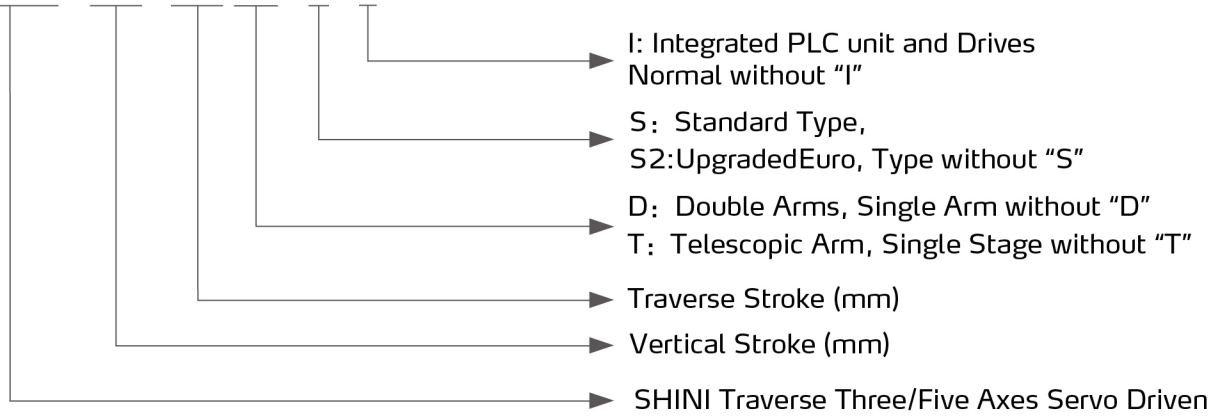 I: Integrated PLC unit and Drives
Normal without “I”
S: Standard Type,
S2:UpgradedEuro, Type without “S”
D: Double Arms, Single Arm without “D”
T: Telescopic Arm, Single Stage without “T”
Traverse Stroke (mm)
Vertical Stroke (mm)
SHINI Traverse Three/Five Axes Servo Driven